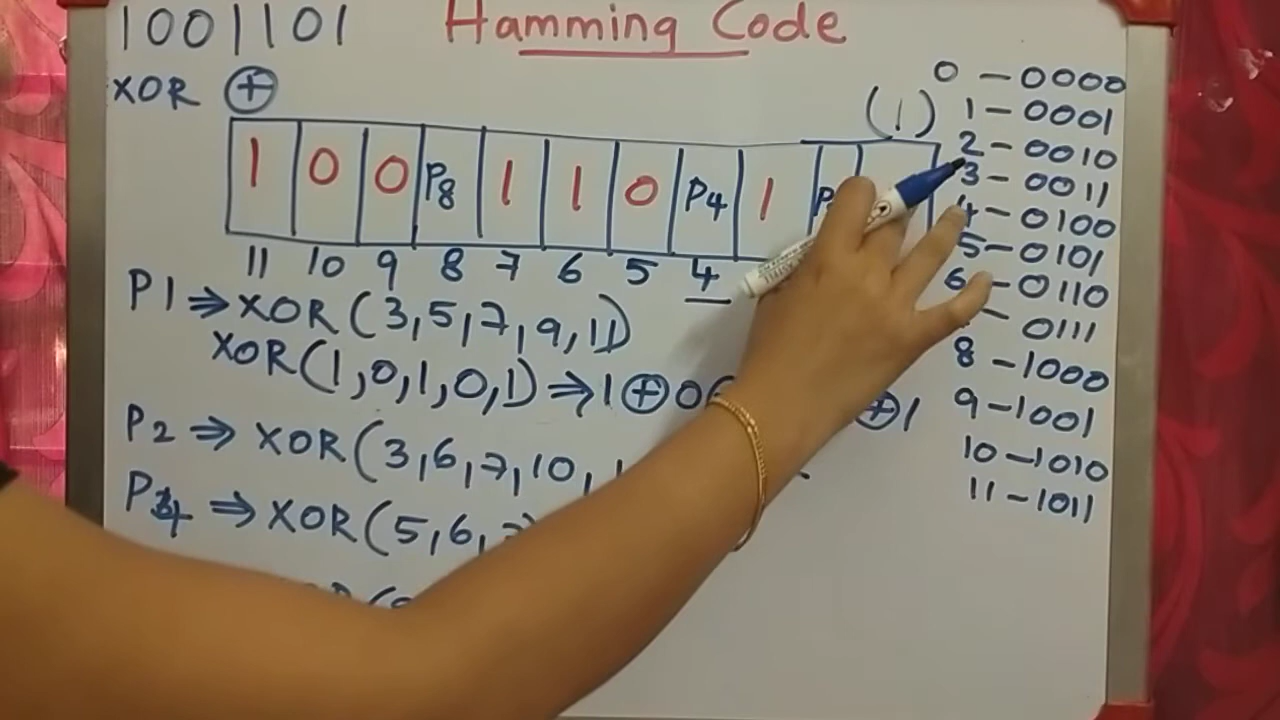 1001101 Hamming Code
XOR ⊕
(1)
1 0 0 P8 1 1 0 P4 1 P
11 10 9 8 7 6 5 4
P1 ⇒ XOR (3,5,7,9,11)
XOR(1,0,1,0,1) ⇒ 1 ⊕ 0 ⊕ 1
P2 ⇒ XOR (3,6,7,10,
P4 ⇒ XOR (5,6,7
0 - 0000
1 - 0001
2 - 0010
3 - 0011
4 - 0100
5 - 0101
6 - 0110
- 0111
8 - 1000
9 - 1001
10 - 1010
11 - 1011